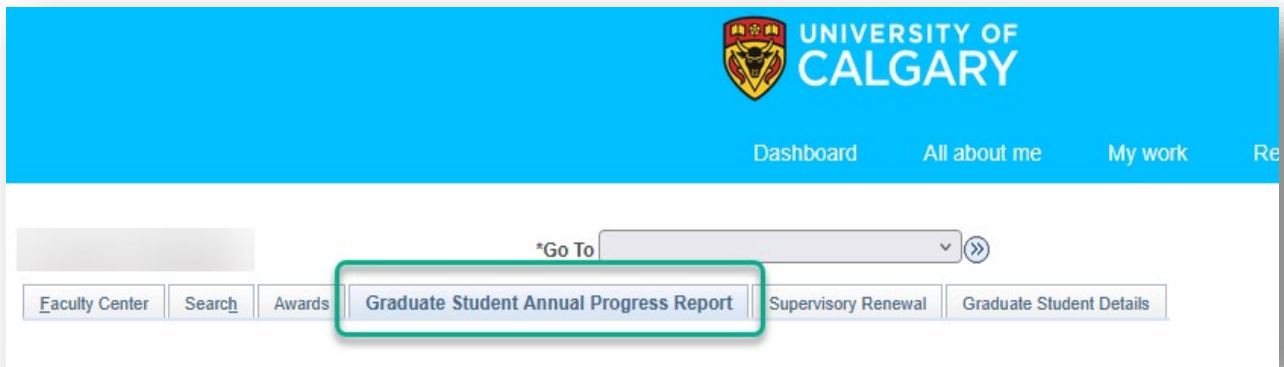 UNIVERSITY OF
CALGARY
Dashboard All about me My work Re
*Go To
Faculty Center Search Awards Graduate Student Annual Progress Report Supervisory Renewal Graduate Student Details